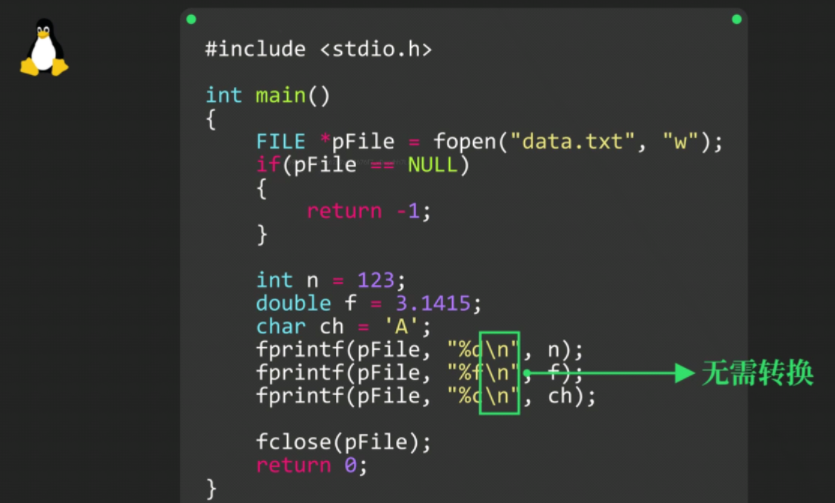 #include <stdio.h>
int main()
{
FILE *pFile = fopen("data.txt", "w");
if(pFile == NULL)
{
return -1;
}
int n = 123;
double f = 3.1415;
char ch = 'A';
fprintf(pFile, "%d\n", n);
fprintf(pFile, "%f\n", f);
fprintf(pFile, "%c\n", ch);
无需转换
fclose(pFile);
return 0;
}